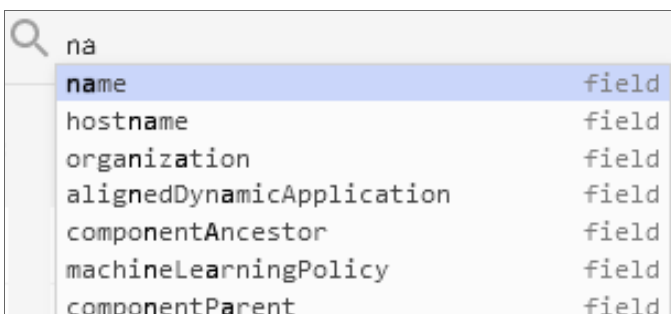 na
name field
hostname field
organization field
alignedDynamicApplication field
componentAncestor field
machineLearningPolicy field
componentParent field